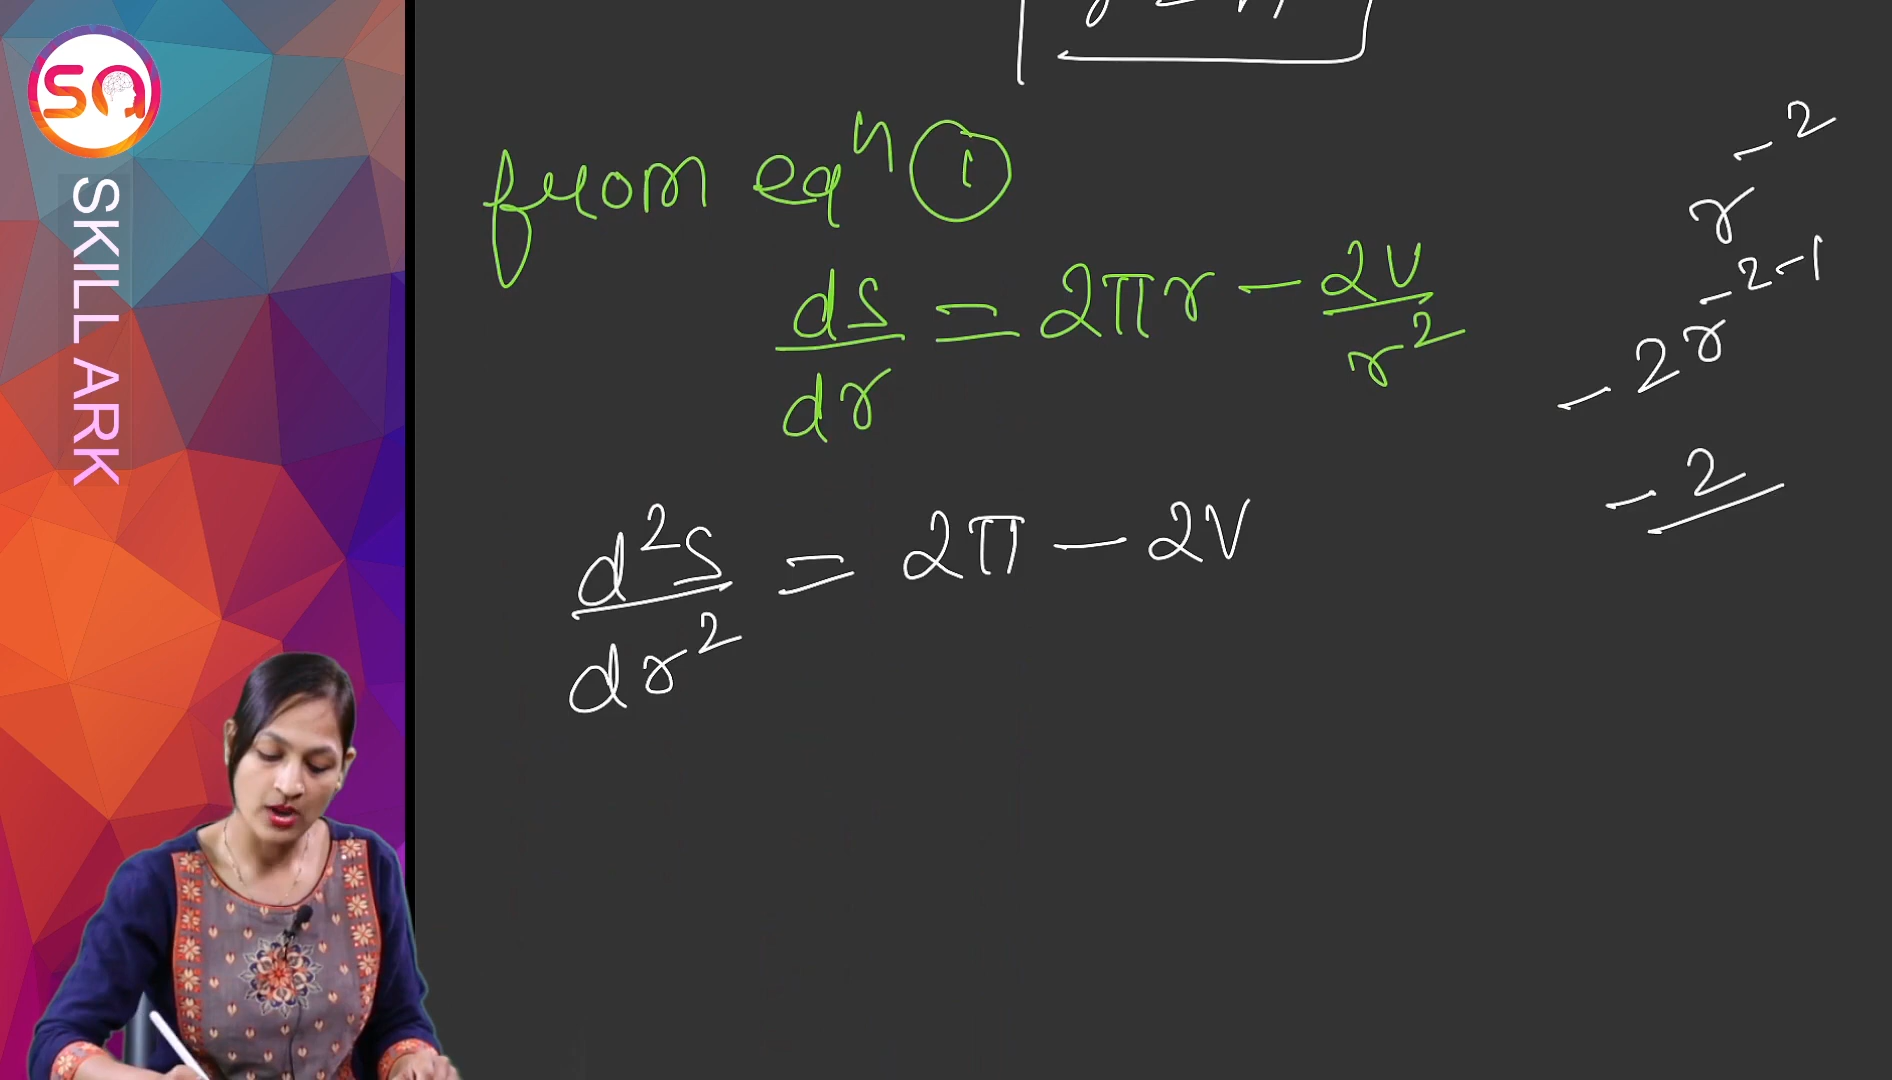 SA
SKILL ARK
from eqⁿ ①
dS/dr = 2πr - 2V/r²
d²S/dr² = 2π - 2V
r⁻²
-2r⁻²⁻¹
-2